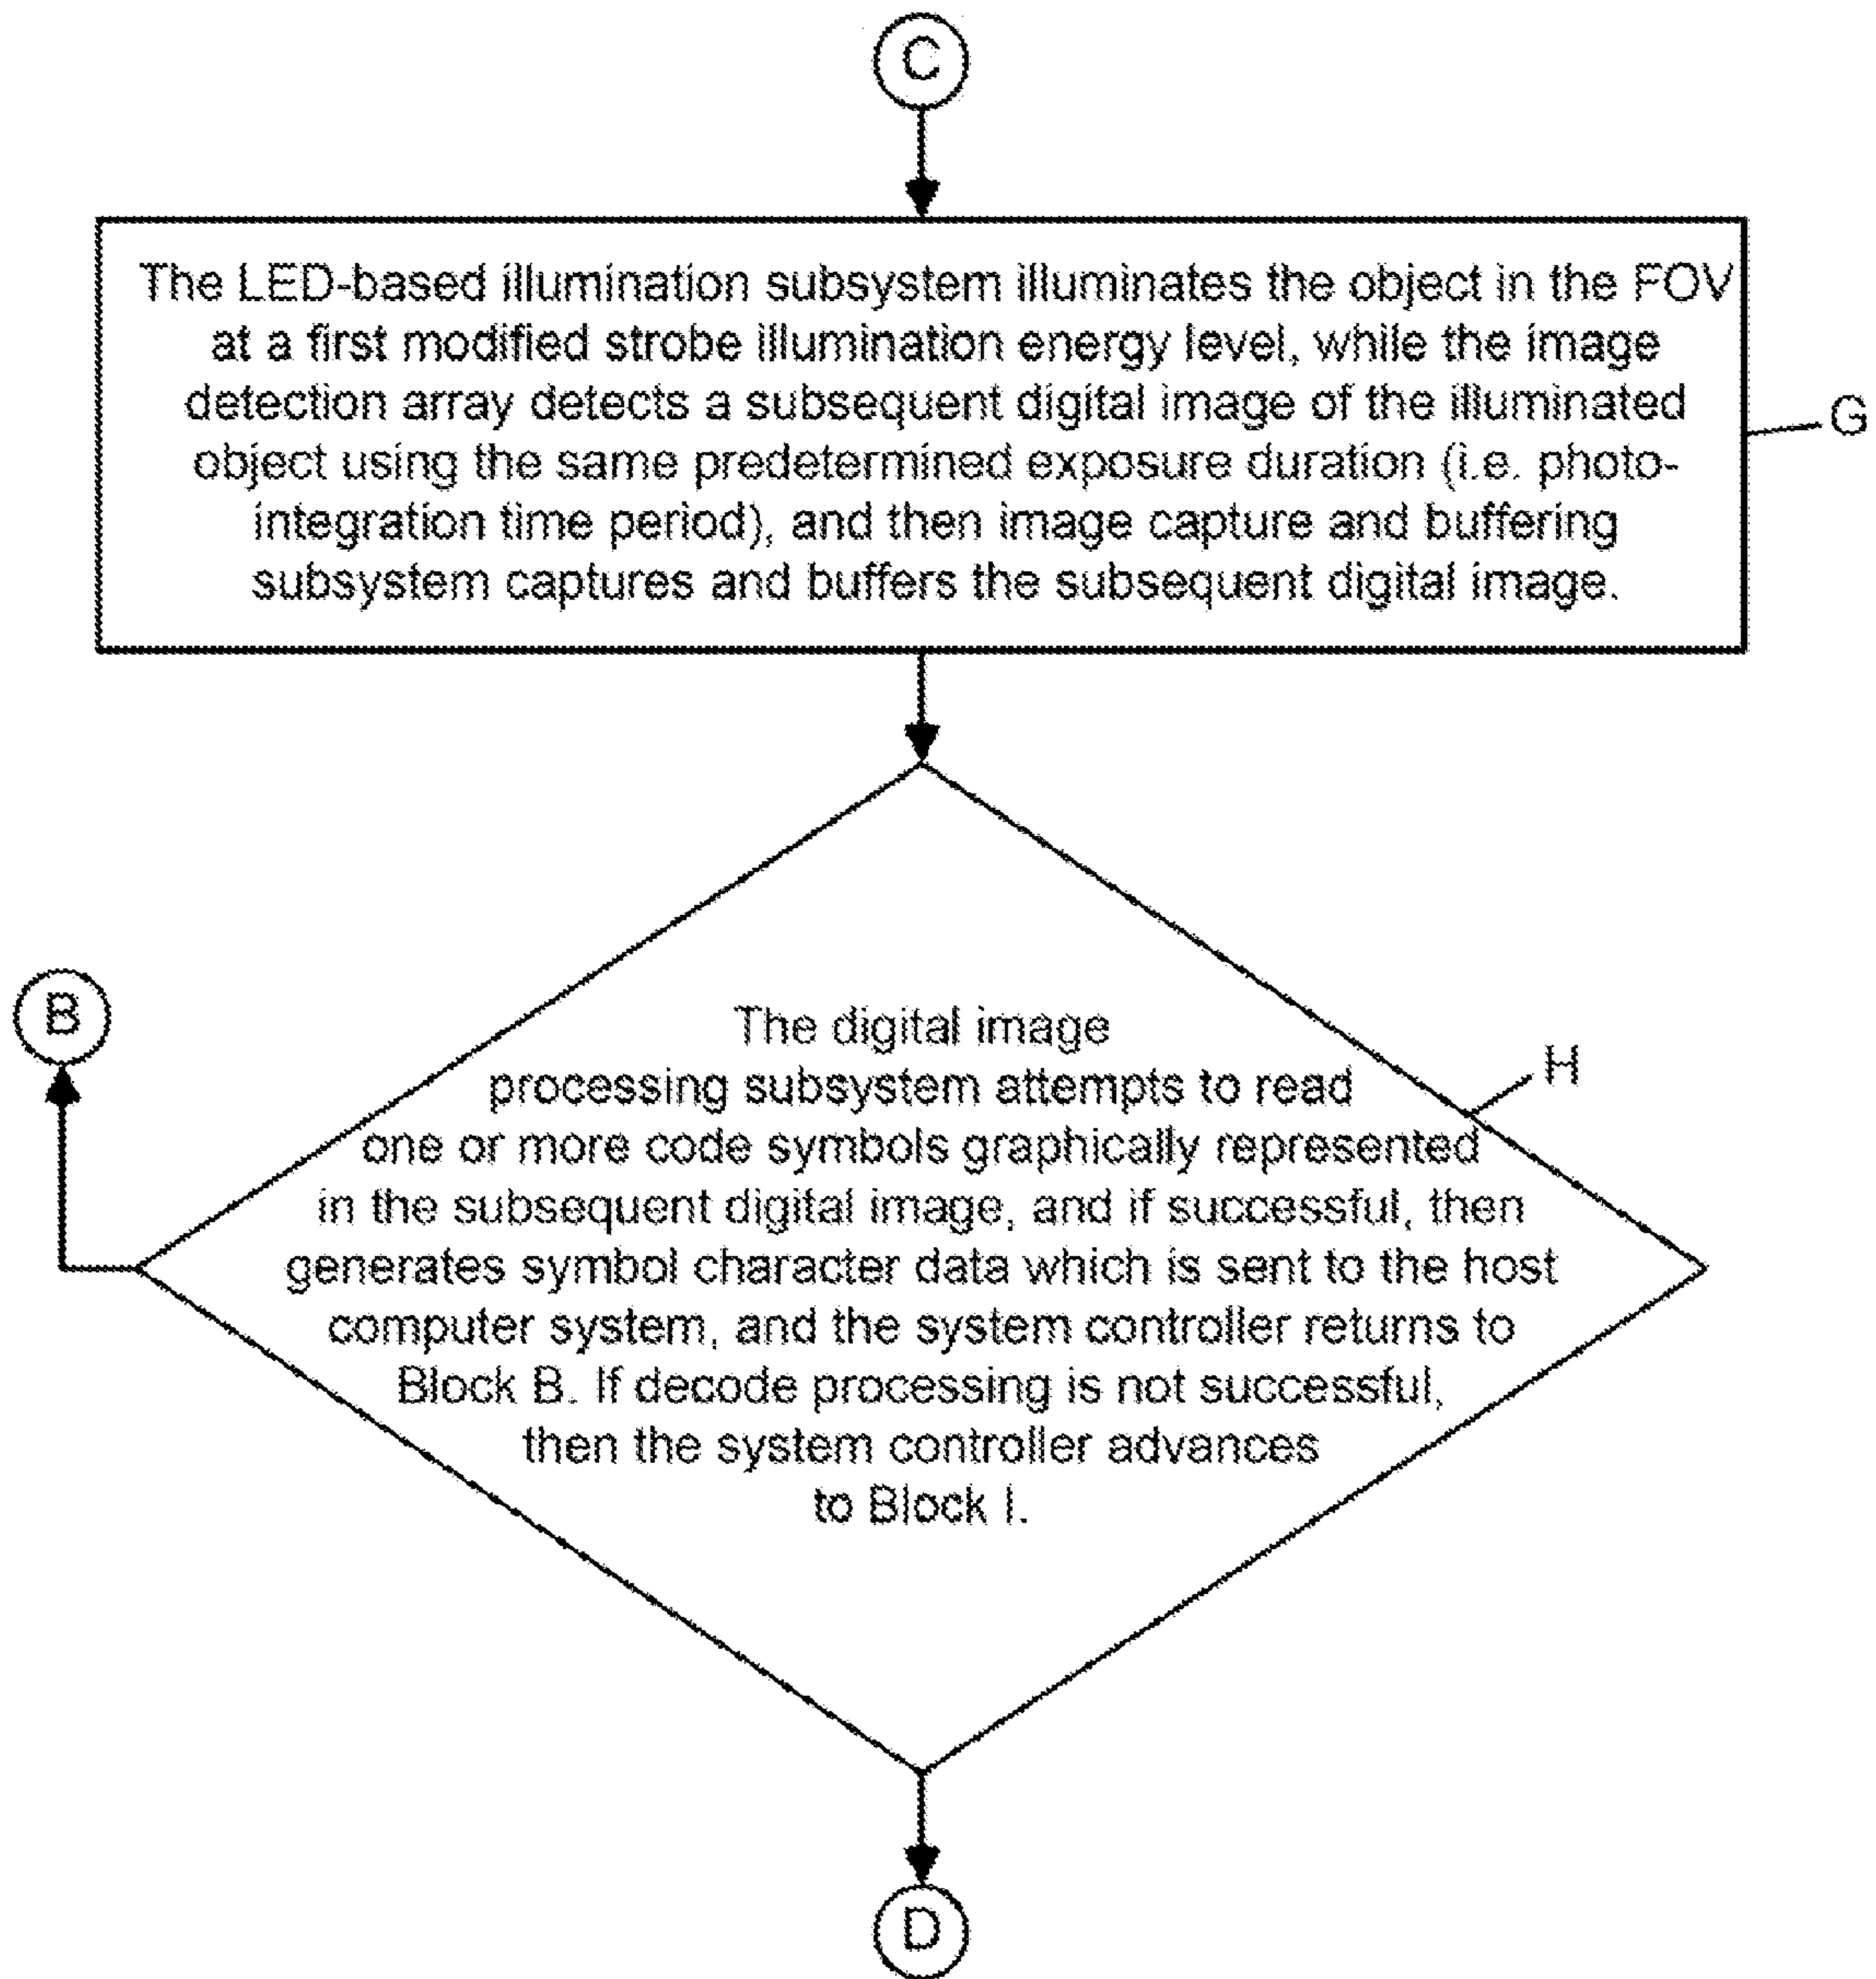 C
The LED-based illumination subsystem illuminates the object in the FOV
at a first modified strobe illumination energy level, while the image
detection array detects a subsequent digital image of the illuminated
object using the same predetermined exposure duration (i.e. photo-
integration time period), and then image capture and buffering
subsystem captures and buffers the subsequent digital image.
G
B
The digital image
processing subsystem attempts to read
H
one or more code symbols graphically represented
in the subsequent digital image, and if successful, then
generates symbol character data which is sent to the host
computer system, and the system controller returns to
Block B. If decode processing is not successful,
then the system controller advances
to Block I.
D